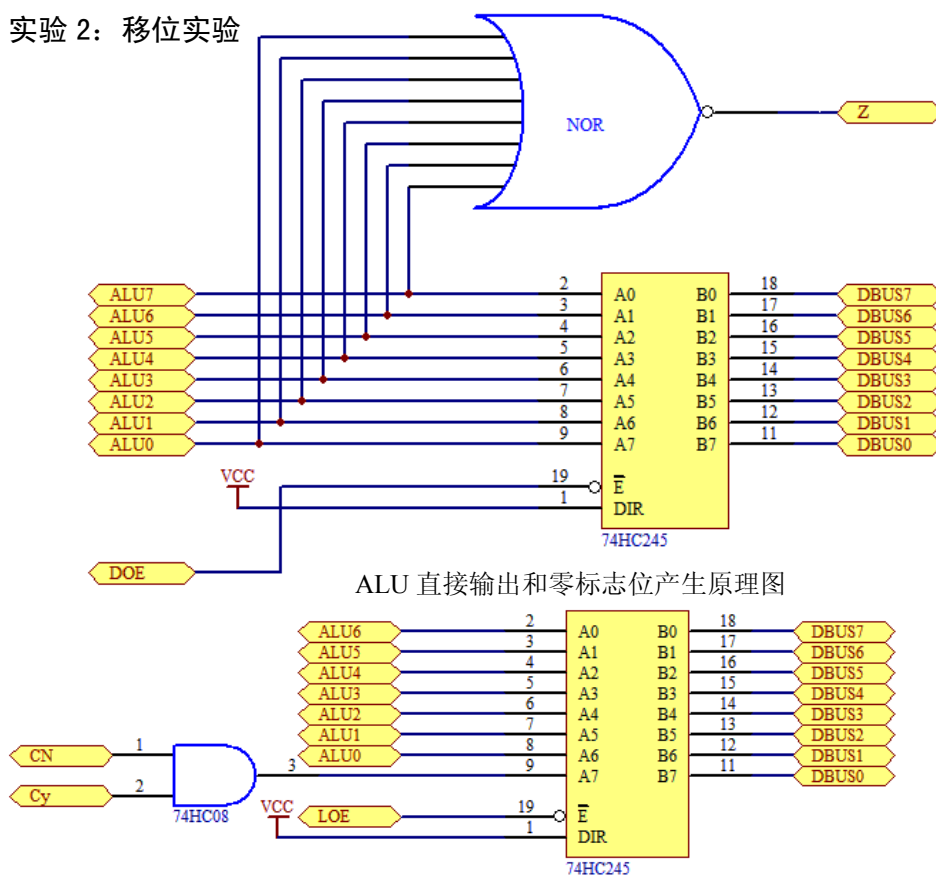 实验 2：移位实验
NOR
Z
ALU7 2 A0 B0 18 DBUS7
ALU6 3 A1 B1 17 DBUS6
ALU5 4 A2 B2 16 DBUS5
ALU4 5 A3 B3 15 DBUS4
ALU3 6 A4 B4 14 DBUS3
ALU2 7 A5 B5 13 DBUS2
ALU1 8 A6 B6 12 DBUS1
ALU0 9 A7 B7 11 DBUS0
VCC 19 E
1 DIR
74HC245
DOE
ALU 直接输出和零标志位产生原理图
ALU6 2 A0 B0 18 DBUS7
ALU5 3 A1 B1 17 DBUS6
ALU4 4 A2 B2 16 DBUS5
ALU3 5 A3 B3 15 DBUS4
ALU2 6 A4 B4 14 DBUS3
ALU1 7 A5 B5 13 DBUS2
ALU0 8 A6 B6 12 DBUS1
CN 1 3 9 A7 B7 11 DBUS0
Cy 2
74HC08
VCC LOE 19 E
1 DIR
74HC245